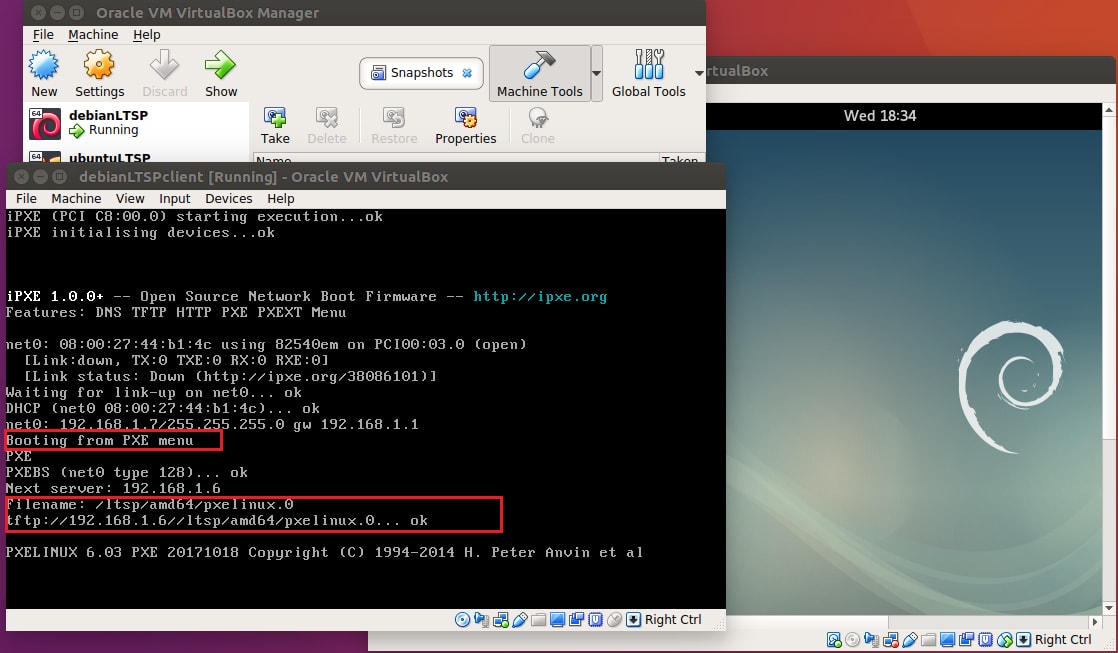 Oracle VM VirtualBox Manager
File Machine Help
New Settings Discard Show
Snapshots
Machine Tools
Global Tools
64
debianLTSP
Running
64
ubuntuLTSP
Take Delete Restore Properties Clone
Name Taken
rtualBox
Wed 18:34
debianLTSPclient [Running] - Oracle VM VirtualBox
File Machine View Input Devices Help
iPXE (PCI C8:00.0) starting execution...ok
iPXE initialising devices...ok
iPXE 1.0.0+ -- Open Source Network Boot Firmware -- http://ipxe.org
Features: DNS TFTP HTTP PXE PXEXT Menu
net0: 08:00:27:44:b1:4c using 82540em on PCI00:03.0 (open)
[Link:down, TX:0 TXE:0 RX:0 RXE:0]
[Link status: Down (http://ipxe.org/38086101)]
Waiting for link-up on net0... ok
DHCP (net0 08:00:27:44:b1:4c)... ok
net0: 192.168.1.7/255.255.255.0 gw 192.168.1.1
Booting from PXE menu
PXE
PXEBS (net0 type 128)... ok
Next server: 192.168.1.6
Filename: /ltsp/amd64/pxelinux.0
tftp://192.168.1.6//ltsp/amd64/pxelinux.0... ok
PXELINUX 6.03 PXE 20171018 Copyright (C) 1994-2014 H. Peter Anvin et al
Right Ctrl
Right Ctrl